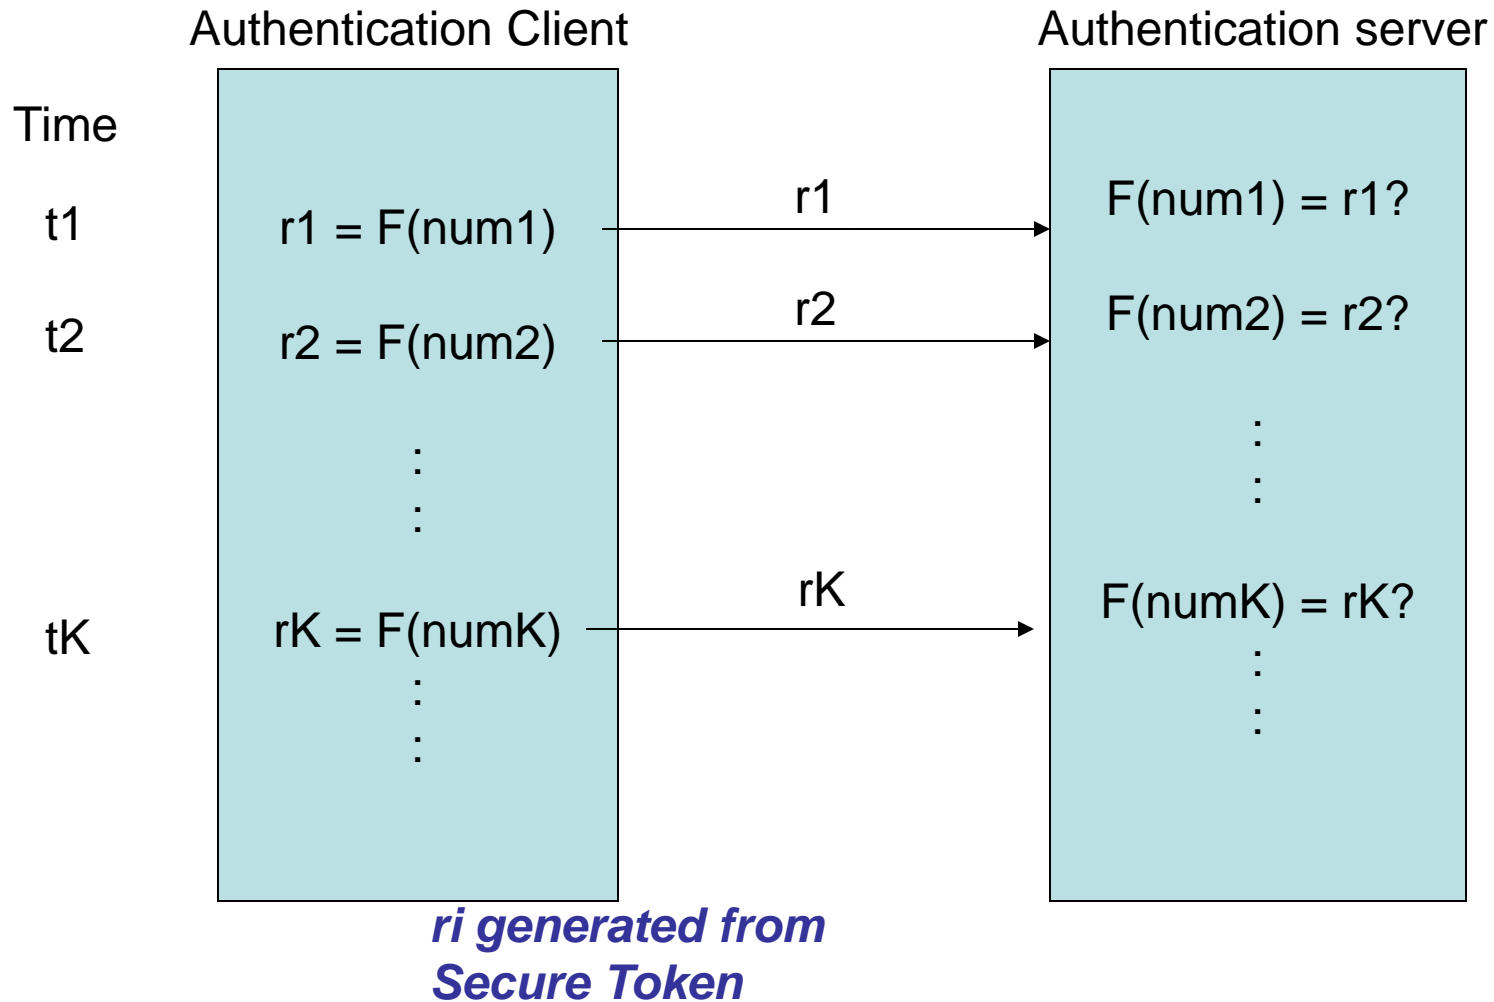 Authentication Client
Authentication server
Time
t1
r1 = F(num1)
r1
F(num1) = r1?
t2
r2 = F(num2)
r2
F(num2) = r2?
:
:
:
:
tK
rK = F(numK)
rK
F(numK) = rK?
:
:
:
:
ri generated from
Secure Token